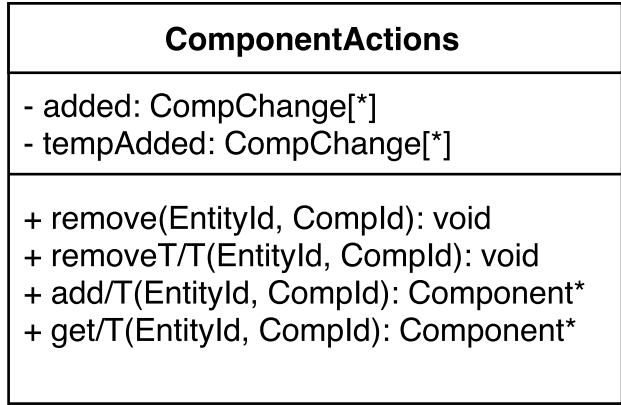 ComponentActions
- added: CompChange[*]
- tempAdded: CompChange[*]
+ remove(EntityId, CompId): void
+ removeT/T(EntityId, CompId): void
+ add/T(EntityId, CompId): Component*
+ get/T(EntityId, CompId): Component*